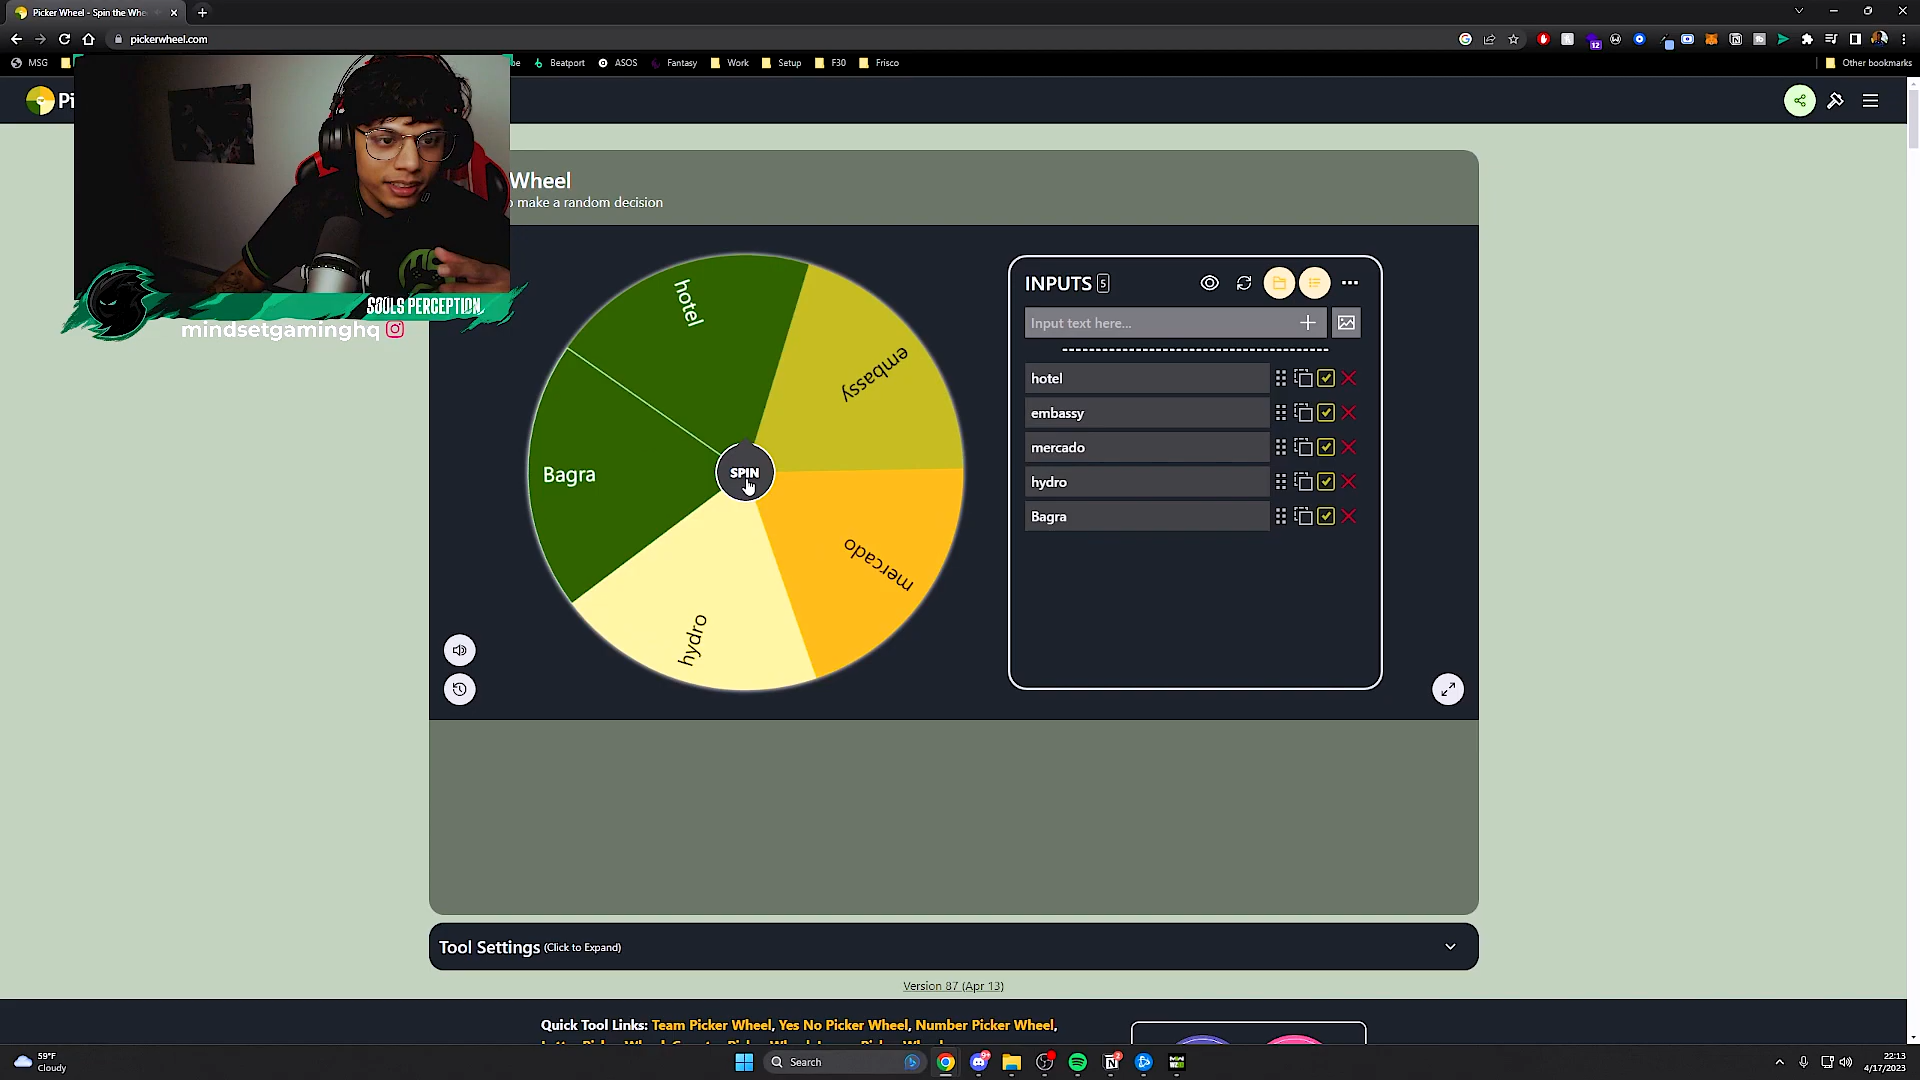 Picker Wheel - Spin the Whe
pickerwheel.com
12
MSG
be
Beatport
ASOS
Fantasy
Work
Setup
F30
Frisco
Other bookmarks
Pi
Wheel
o make a random decision
SOULS PERCEPTION
mindsetgaminghq
hotel
embassy
Bagra
SPIN
mercado
hydro
INPUTS 5
Input text here...
hotel
embassy
mercado
hydro
Bagra
Tool Settings (Click to Expand)
Version 87 (Apr 13)
Quick Tool Links: Team Picker Wheel, Yes No Picker Wheel, Number Picker Wheel,
59°F
Cloudy
Search
22:13
4/17/2023